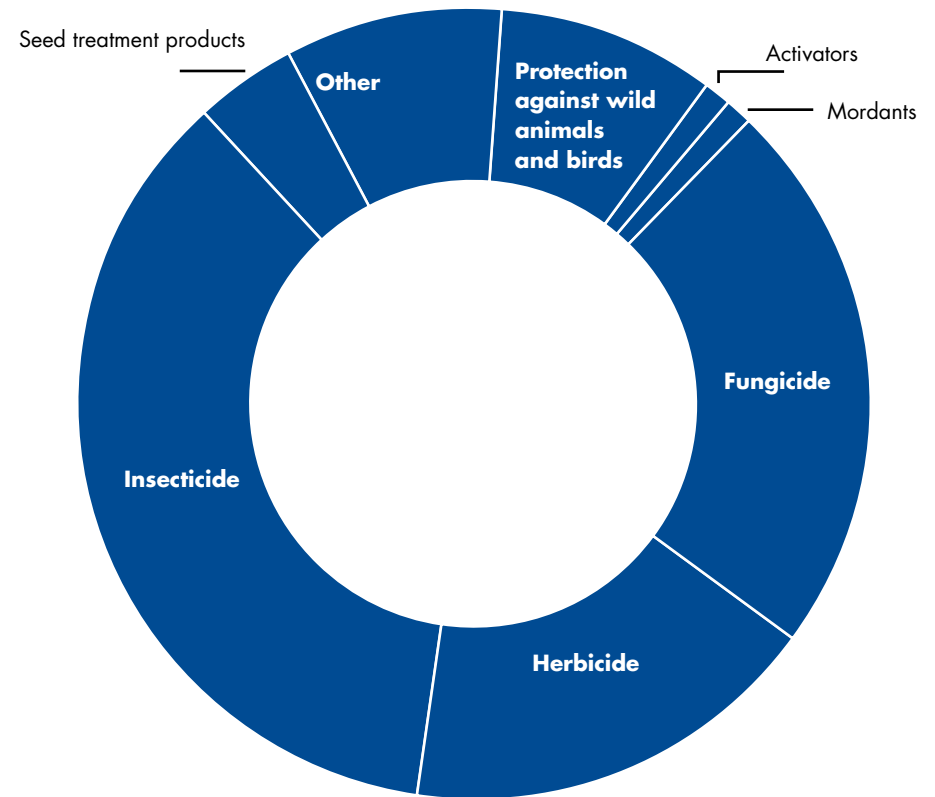 Seed treatment products
Other
Protection
against wild
animals
and birds
Activators
Mordants
Fungicide
Insecticide
Herbicide